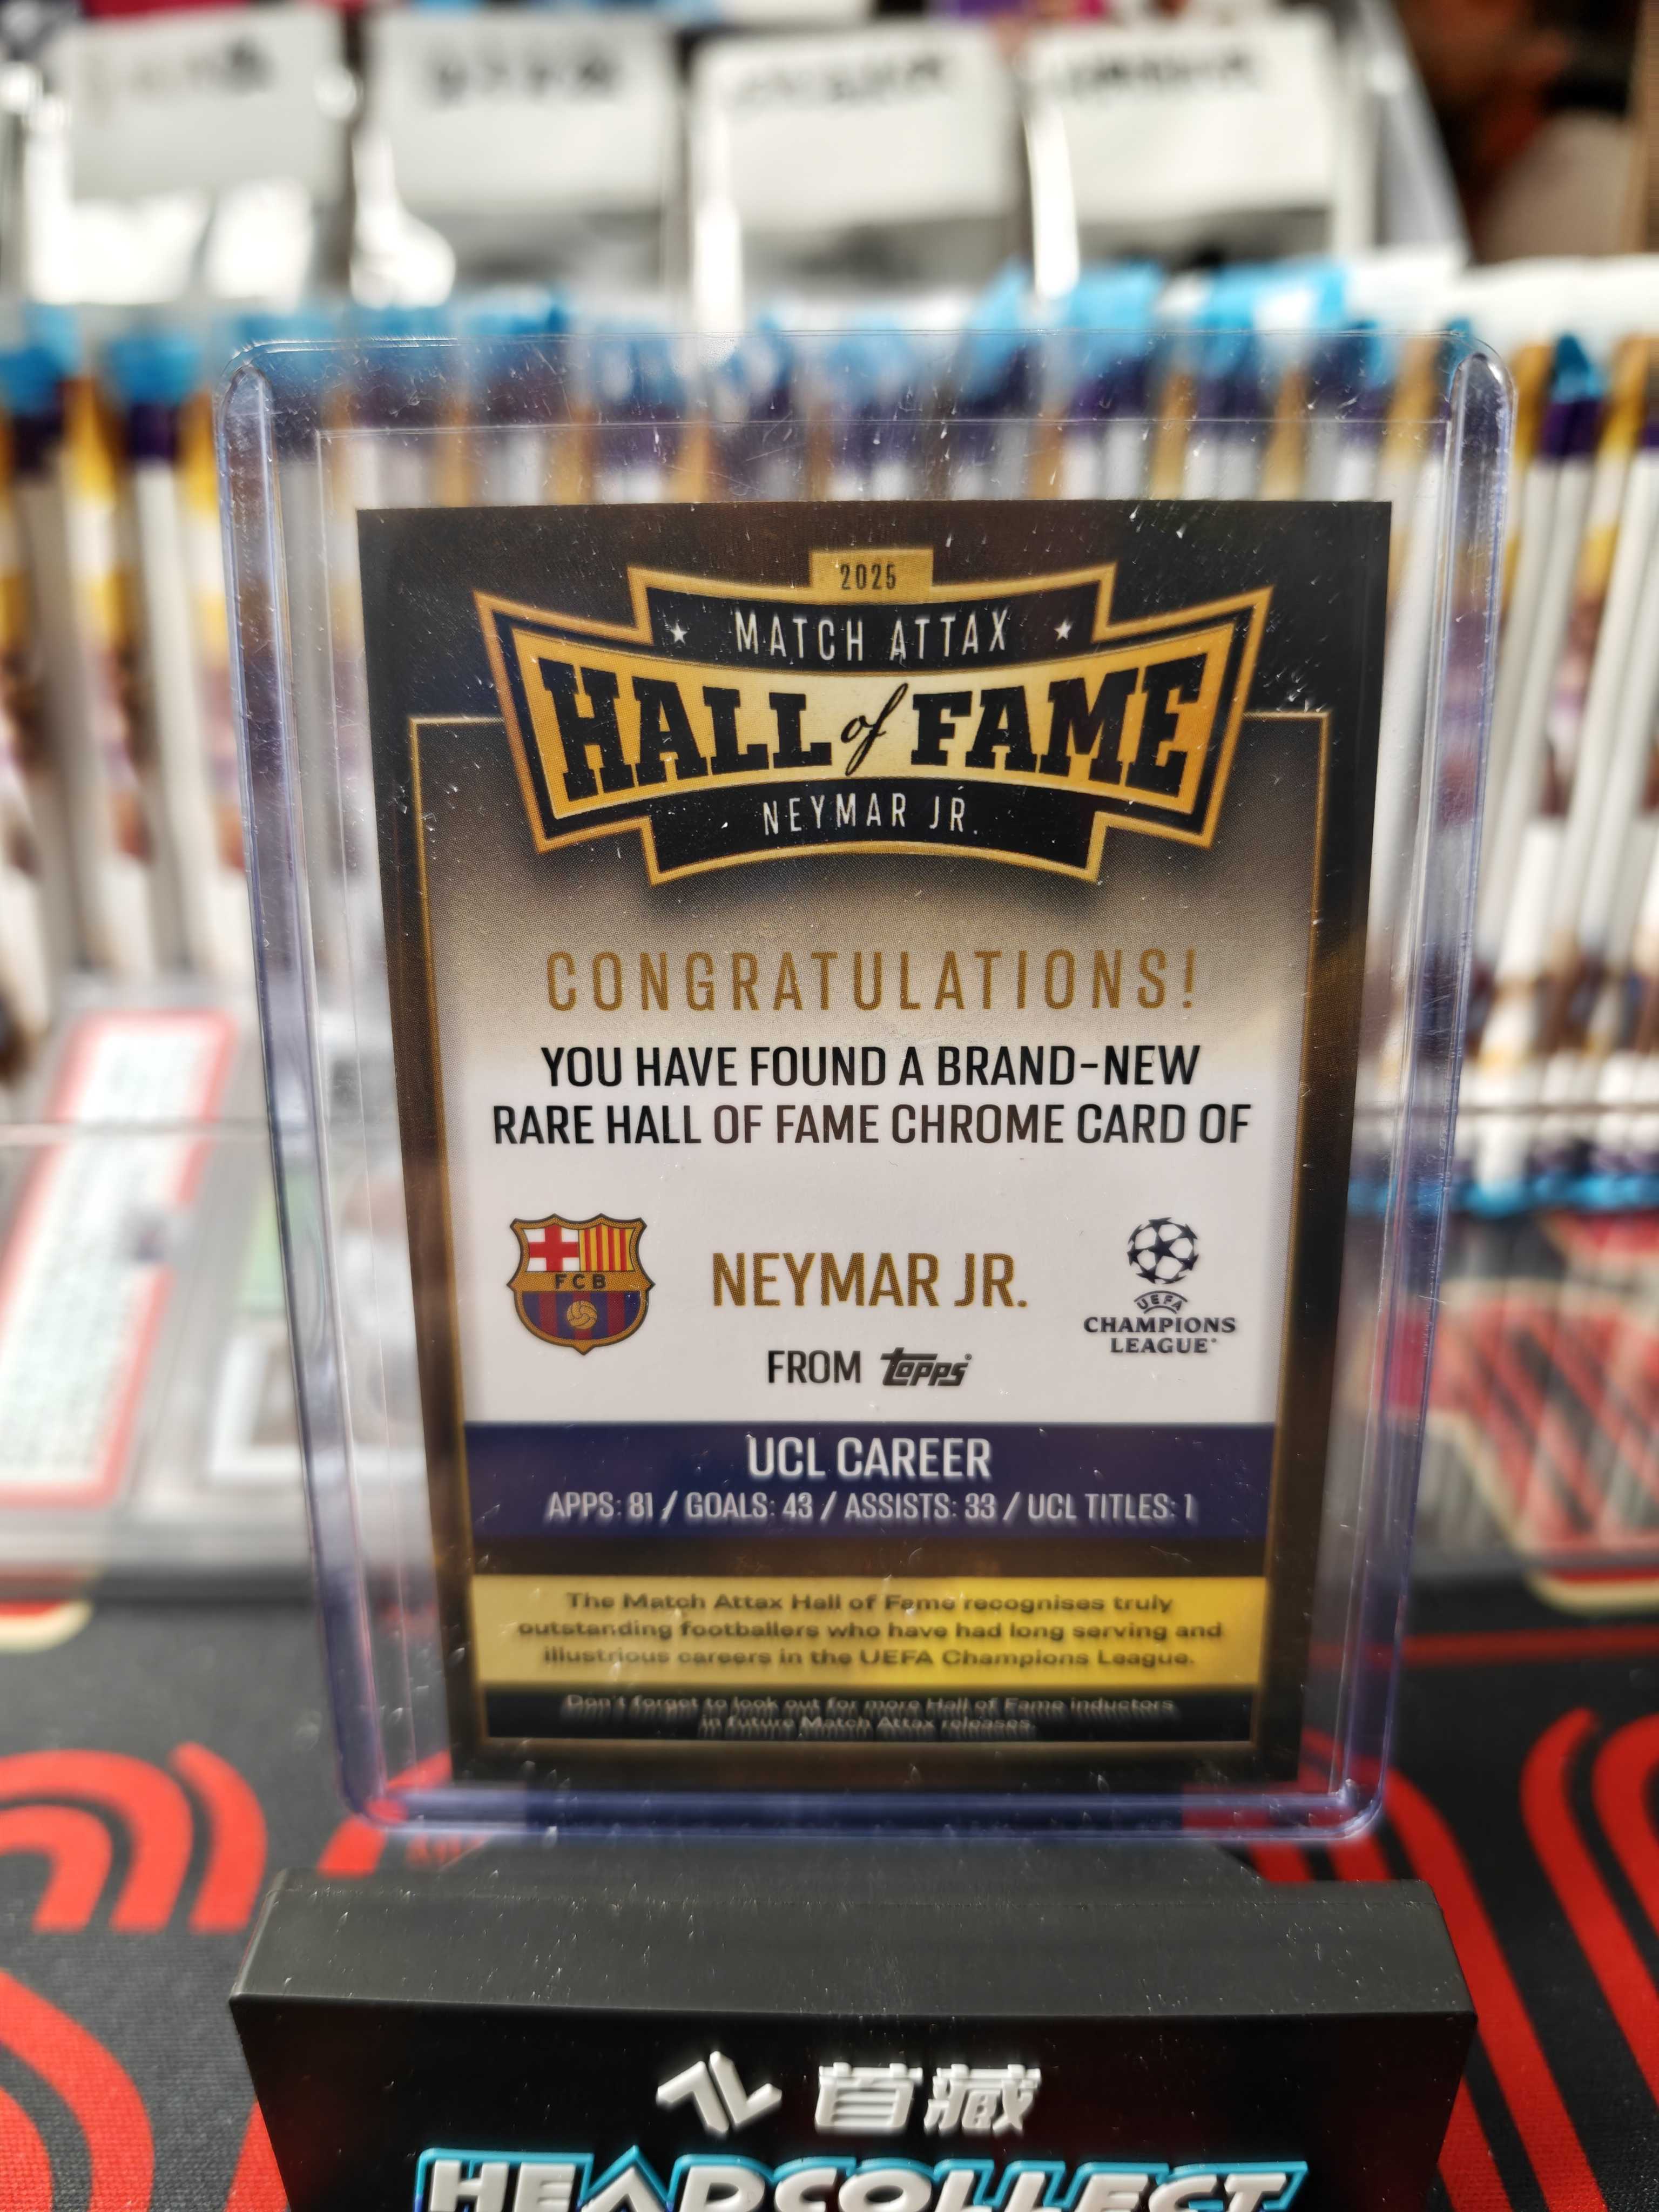 2025
MATCH ATTAX
HALL of FAME
NEYMAR JR.
CONGRATULATIONS!
YOU HAVE FOUND A BRAND-NEW
RARE HALL OF FAME CHROME CARD OF
FCB
NEYMAR JR.
UEFA
CHAMPIONS
LEAGUE
FROM topps
UCL CAREER
APPS: 81 / GOALS: 43 / ASSISTS: 33 / UCL TITLES: 1
The Match Attax Hall of Fame recognises truly
outstanding footballers who have had long serving and
illustrious careers in the UEFA Champions League.
Don't forget to look out for more Hall of Fame inductors
in future Match Attax releases.
首藏
HEADCOLLECT